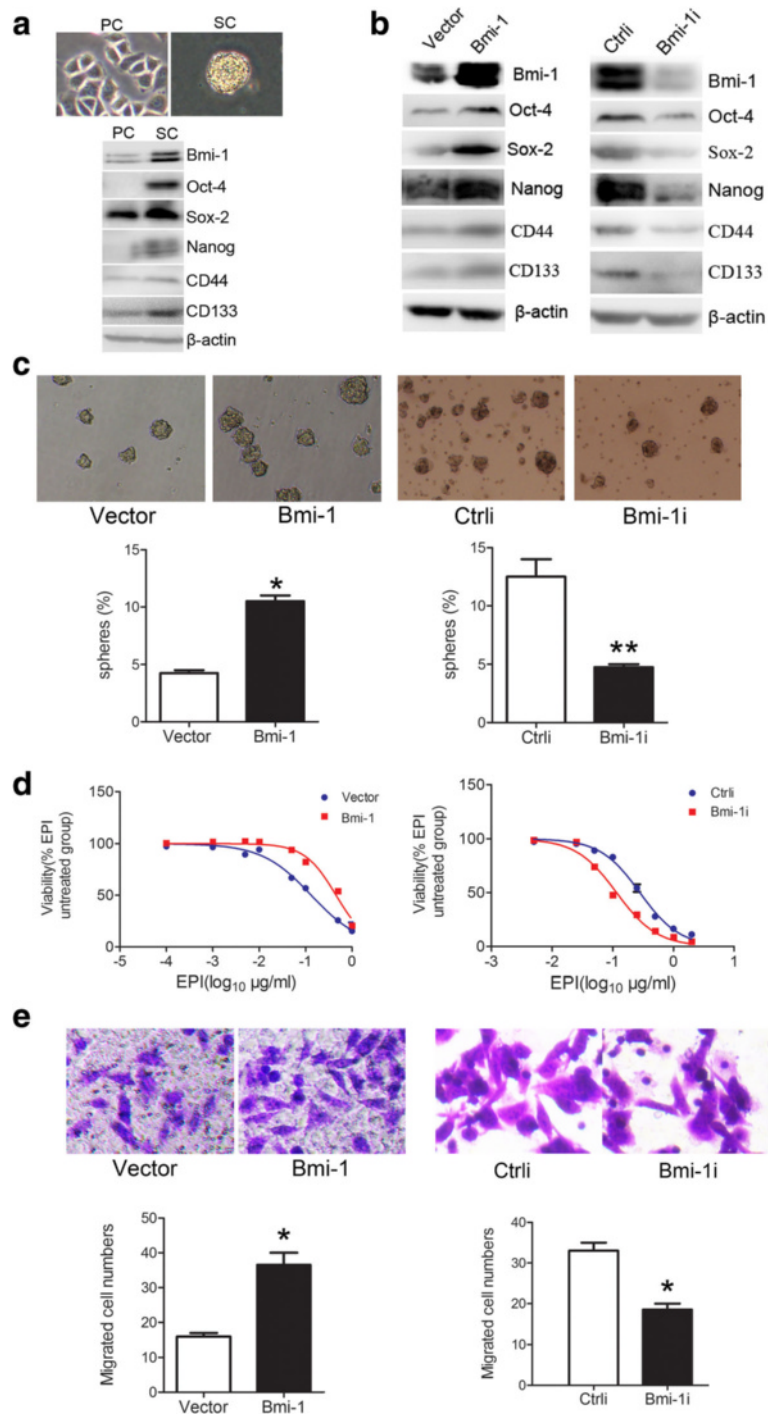 a
PC SC
PC SC
Bmi-1
Oct-4
Sox-2
Nanog
CD44
CD133
β-actin
b
Vector Bmi-1
Bmi-1
Oct-4
Sox-2
Nanog
CD44
CD133
β-actin
Ctrli Bmi-1i
Bmi-1
Oct-4
Sox-2
Nanog
CD44
CD133
β-actin
c
Vector Bmi-1 Ctrli Bmi-1i
spheres (%)
15
10
5
0
*
Vector Bmi-1
spheres (%)
15
10
5
0
**
Ctrli Bmi-1i
d
Viability(% EPI
untreated group)
150
100
50
0
Vector
Bmi-1
-5 -4 -3 -2 -1 0
EPI(log10 µg/ml)
Viability(% EPI
untreated group)
150
100
50
0
Ctrli
Bmi-1i
-3 -2 -1 0 1
EPI(log10 µg/ml)
e
Vector Bmi-1 Ctrli Bmi-1i
Migrated cell numbers
50
40
30
20
10
0
*
Vector Bmi-1
Migrated cell numbers
40
30
20
10
0
*
Ctrli Bmi-1i